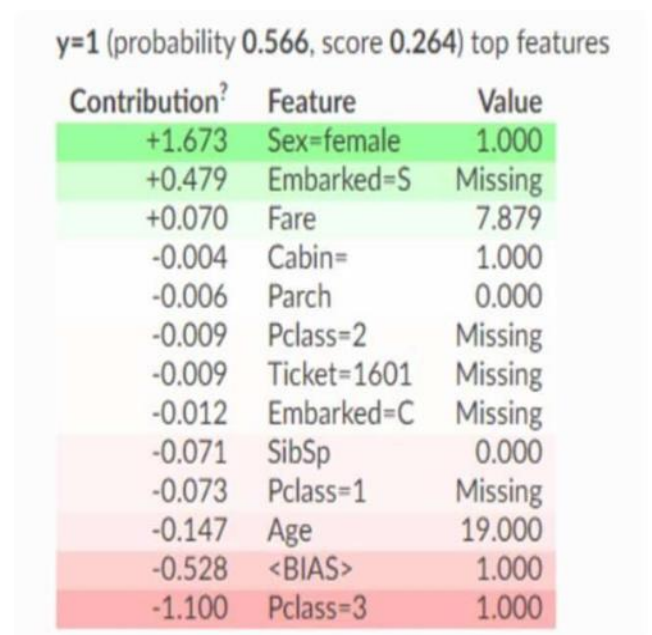 y=1 (probability 0.566, score 0.264) top features
Contribution? Feature Value
+1.673 Sex=female 1.000
+0.479 Embarked=S Missing
+0.070 Fare 7.879
-0.004 Cabin= 1.000
-0.006 Parch 0.000
-0.009 Pclass=2 Missing
-0.009 Ticket=1601 Missing
-0.012 Embarked=C Missing
-0.071 SibSp 0.000
-0.073 Pclass=1 Missing
-0.147 Age 19.000
-0.528 <BIAS> 1.000
-1.100 Pclass=3 1.000